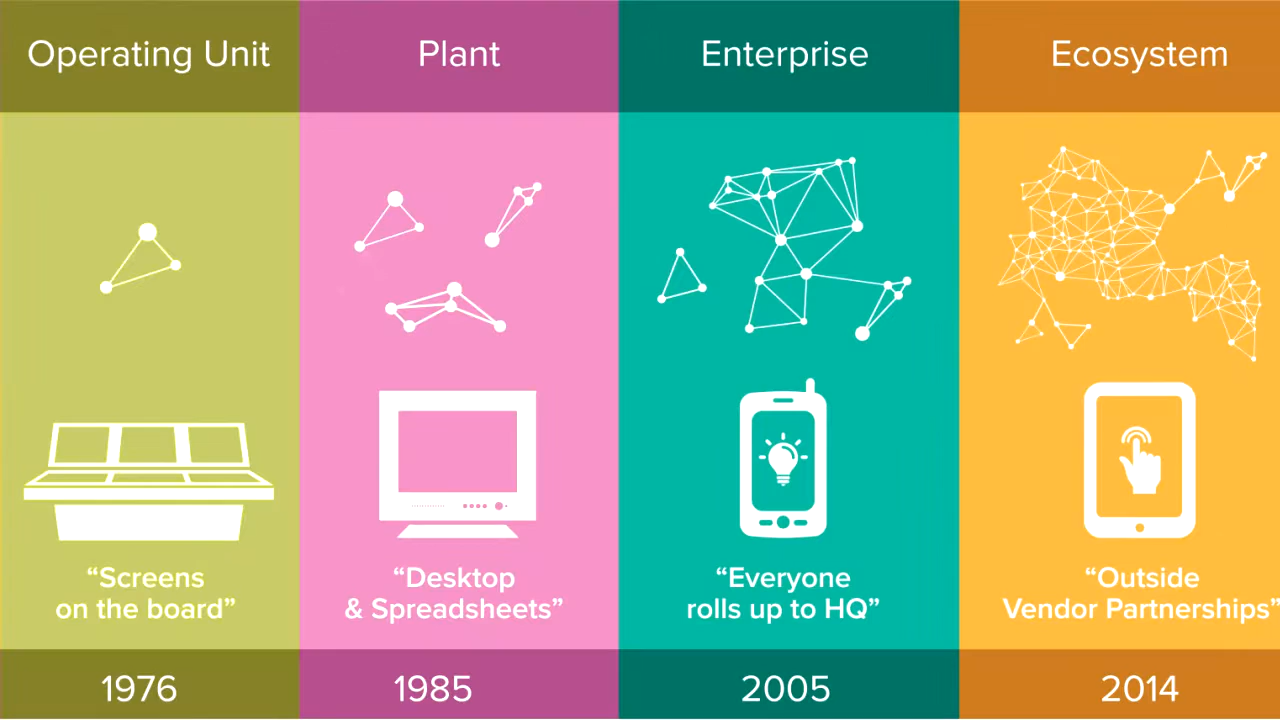 Operating Unit
Plant
Enterprise
Ecosystem
“Screens
on the board”
“Desktop
& Spreadsheets”
“Everyone
rolls up to HQ”
“Outside
Vendor Partnerships”
1976
1985
2005
2014